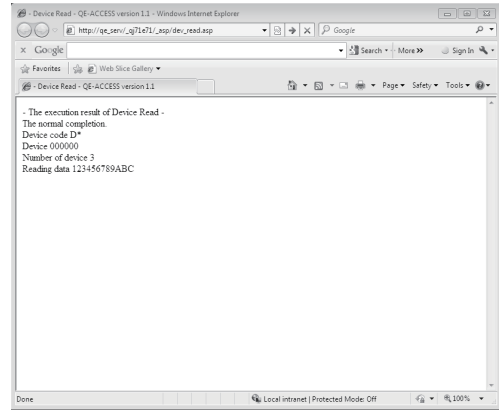 - Device Read - QE-ACCESS version 1.1 - Windows Internet Explorer
http://qe_serv/_qj71e71/_asp/dev_read.asp
Google
x Google
Search
More »
Sign In
Favorites
Web Slice Gallery
- Device Read - QE-ACCESS version 1.1
Page
Safety
Tools
- The execution result of Device Read -
The normal completion.
Device code D*
Device 000000
Number of device 3
Reading data 123456789ABC
Done
Local intranet | Protected Mode: Off
100%